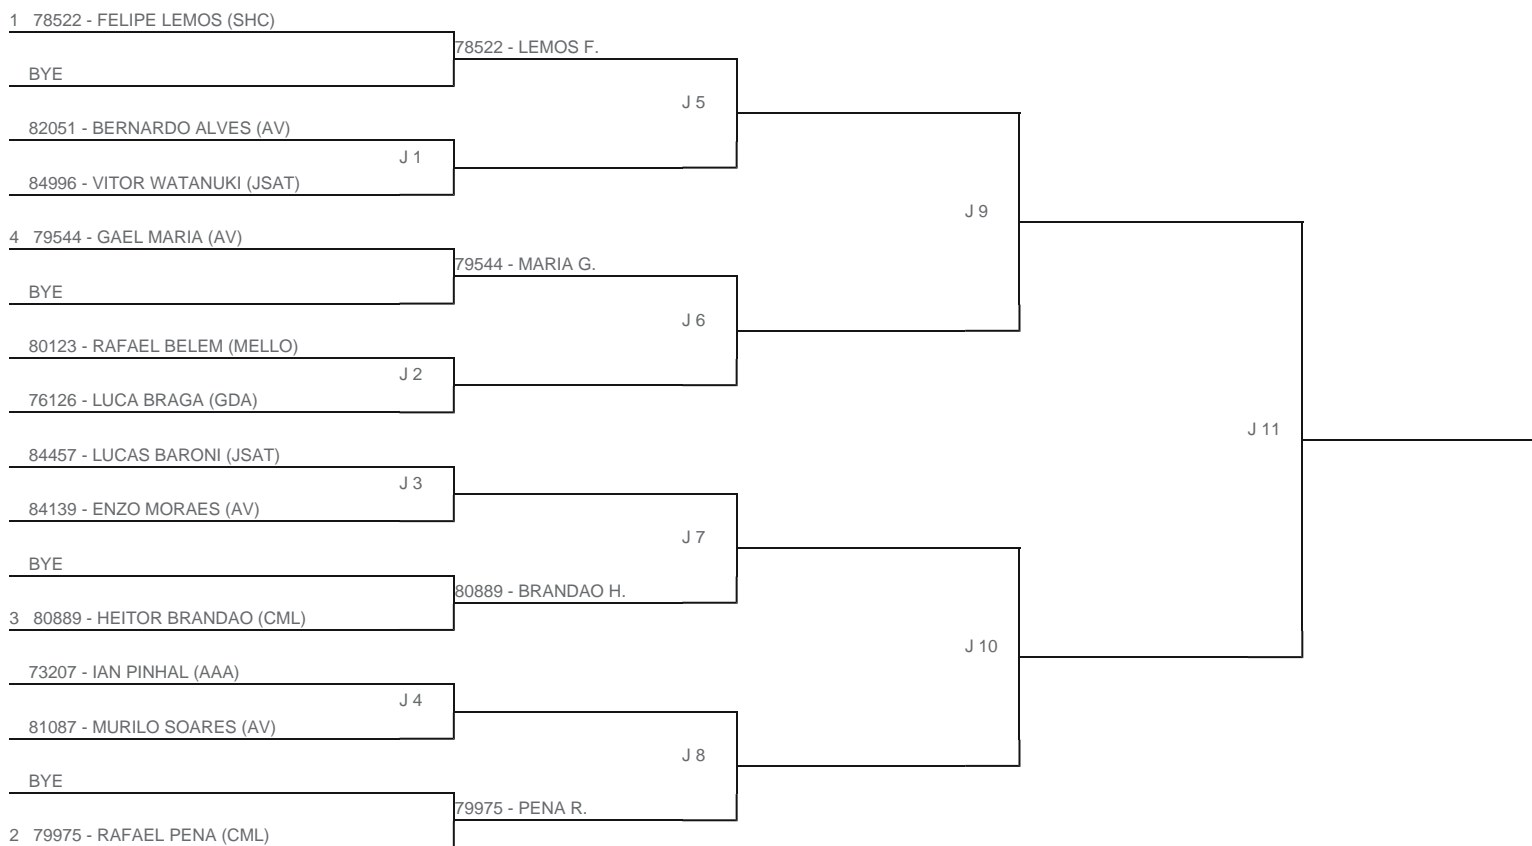 1 78522 - FELIPE LEMOS (SHC)
78522 - LEMOS F.
BYE
J 5
82051 - BERNARDO ALVES (AV)
J 1
84996 - VITOR WATANUKI (JSAT)
J 9
4 79544 - GAEL MARIA (AV)
79544 - MARIA G.
BYE
J 6
80123 - RAFAEL BELEM (MELLO)
J 2
76126 - LUCA BRAGA (GDA)
J 11
84457 - LUCAS BARONI (JSAT)
J 3
84139 - ENZO MORAES (AV)
J 7
BYE
80889 - BRANDAO H.
3 80889 - HEITOR BRANDAO (CML)
J 10
73207 - IAN PINHAL (AAA)
J 4
81087 - MURILO SOARES (AV)
J 8
BYE
79975 - PENA R.
2 79975 - RAFAEL PENA (CML)